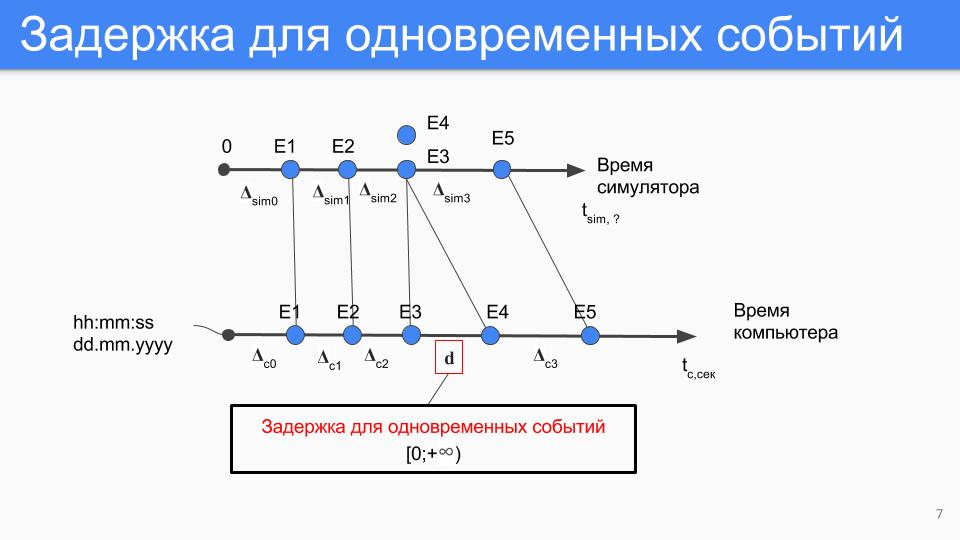 Задержка для одновременных событий
E4
0 E1 E2 E3 E5
Время
симулятора
Δsim0 Δsim1 Δsim2 Δsim3
tsim, ?
hh:mm:ss
dd.mm.yyyy
E1 E2 E3 E4 E5
Время
компьютера
Δc0 Δc1 Δc2 d Δc3
tc,сек
Задержка для одновременных событий
[0;+∞)
7